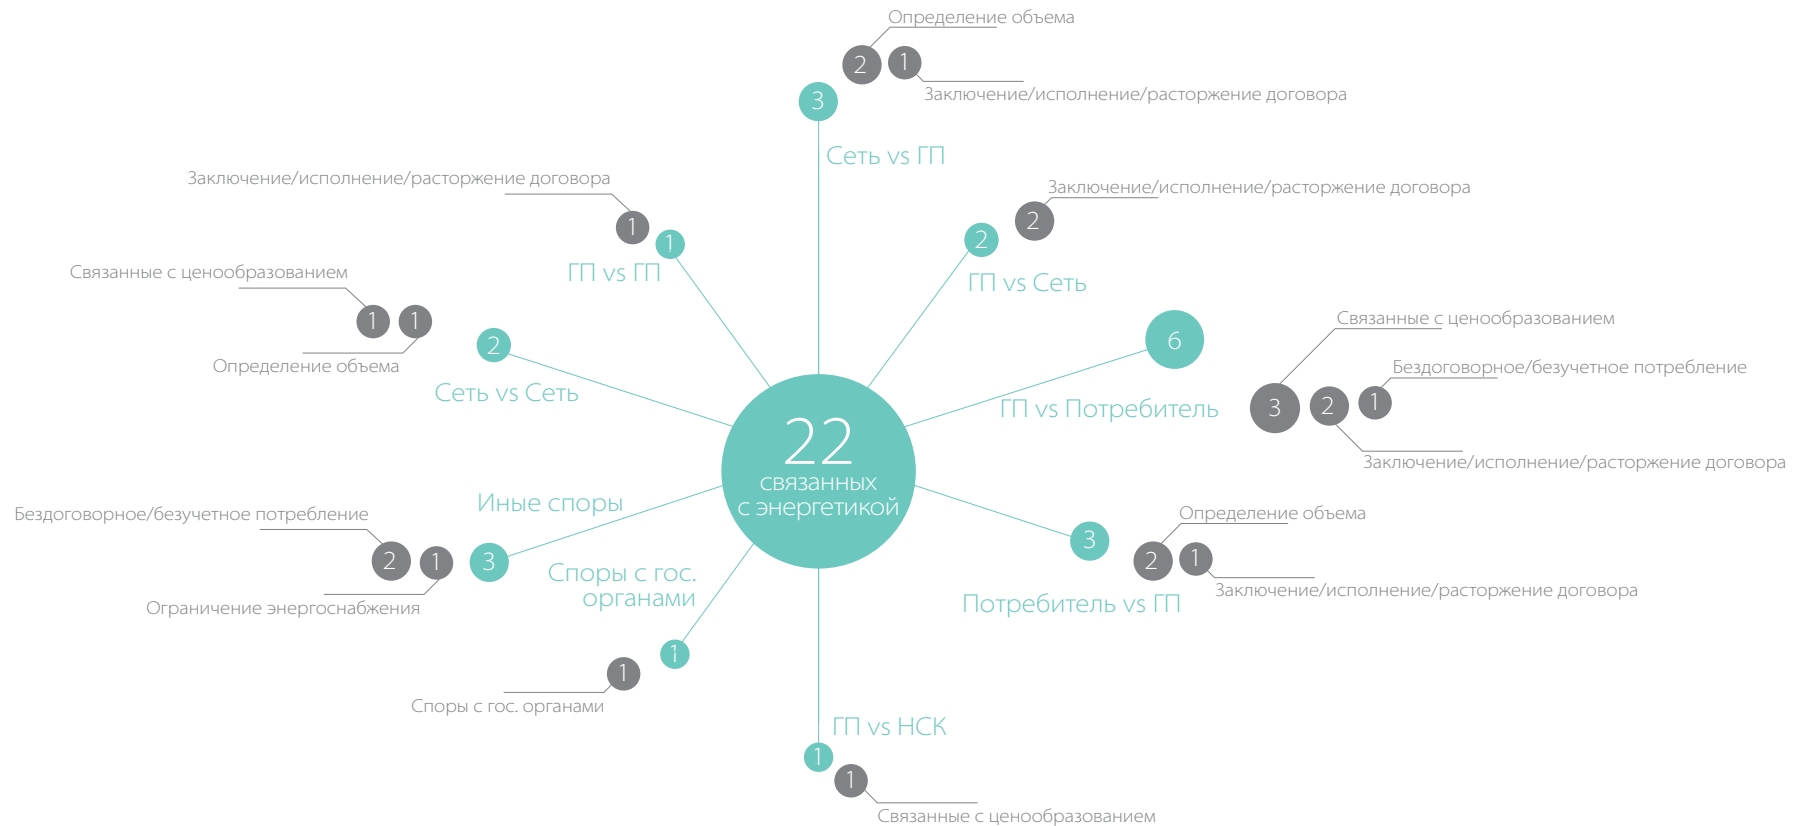 Определение объема
2
1
Заключение/исполнение/расторжение договора
3
Сеть vs ГП
Заключение/исполнение/расторжение договора
2
2
ГП vs Сеть
Связанные с ценообразованием
6
Бездоговорное/безучетное потребление
ГП vs Потребитель
3
2
1
Заключение/исполнение/расторжение договора
Определение объема
3
2
1
Заключение/исполнение/расторжение договора
Потребитель vs ГП
ГП vs НСК
1
1
Связанные с ценообразованием
Споры с гос.
органами
1
1
Споры с гос. органами
Иные споры
Бездоговорное/безучетное потребление
2
1
3
Ограничение энергоснабжения
Связанные с ценообразованием
1
1
2
Определение объема
Сеть vs Сеть
Заключение/исполнение/расторжение договора
1
1
ГП vs ГП
22
связанных
с энергетикой